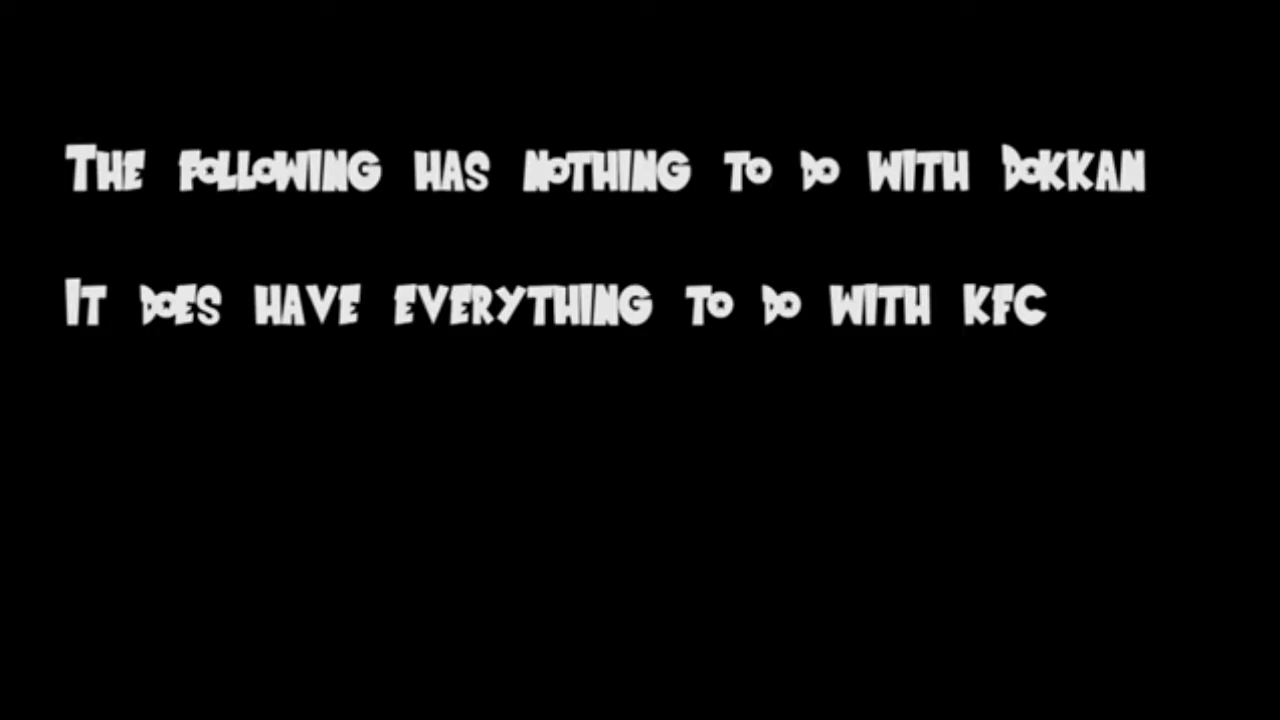 The following has nothing to do with Dokkan
It does have everything to do with KFC